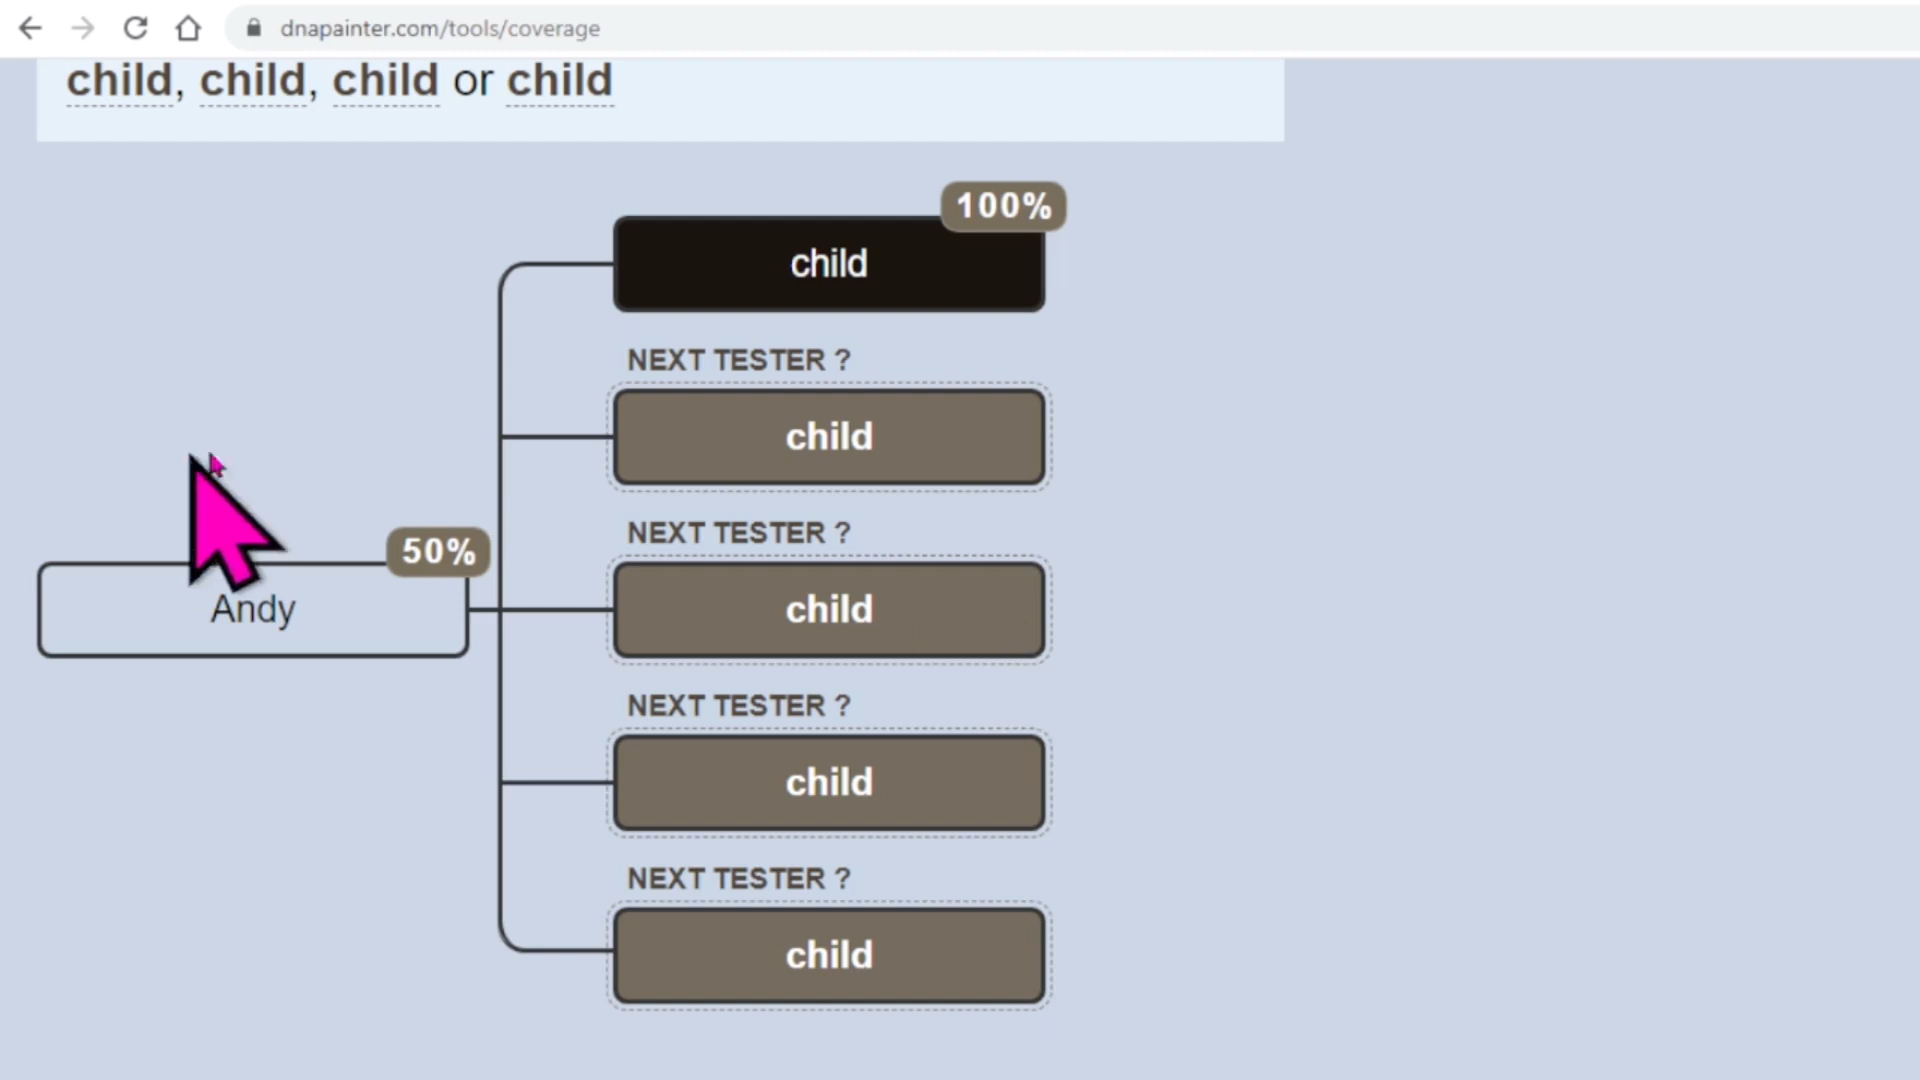 dnapainter.com/tools/coverage
child, child, child or child
100%
child
NEXT TESTER ?
child
50%
Andy
NEXT TESTER ?
child
NEXT TESTER ?
child
NEXT TESTER ?
child